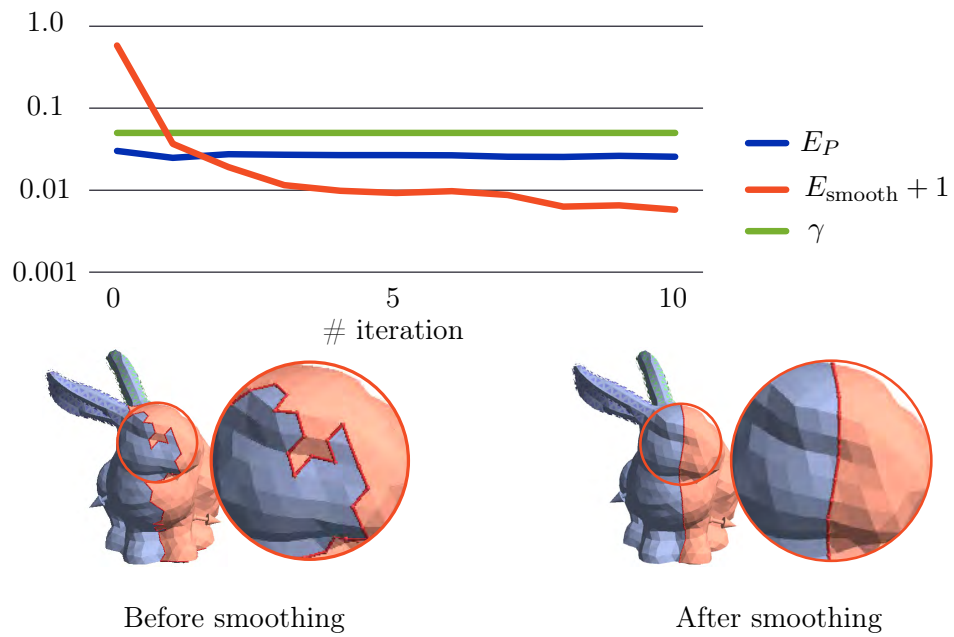 1.0
0.1
0.01
0.001
0 5 10
# iteration
E_P
E_smooth + 1
γ
Before smoothing
After smoothing